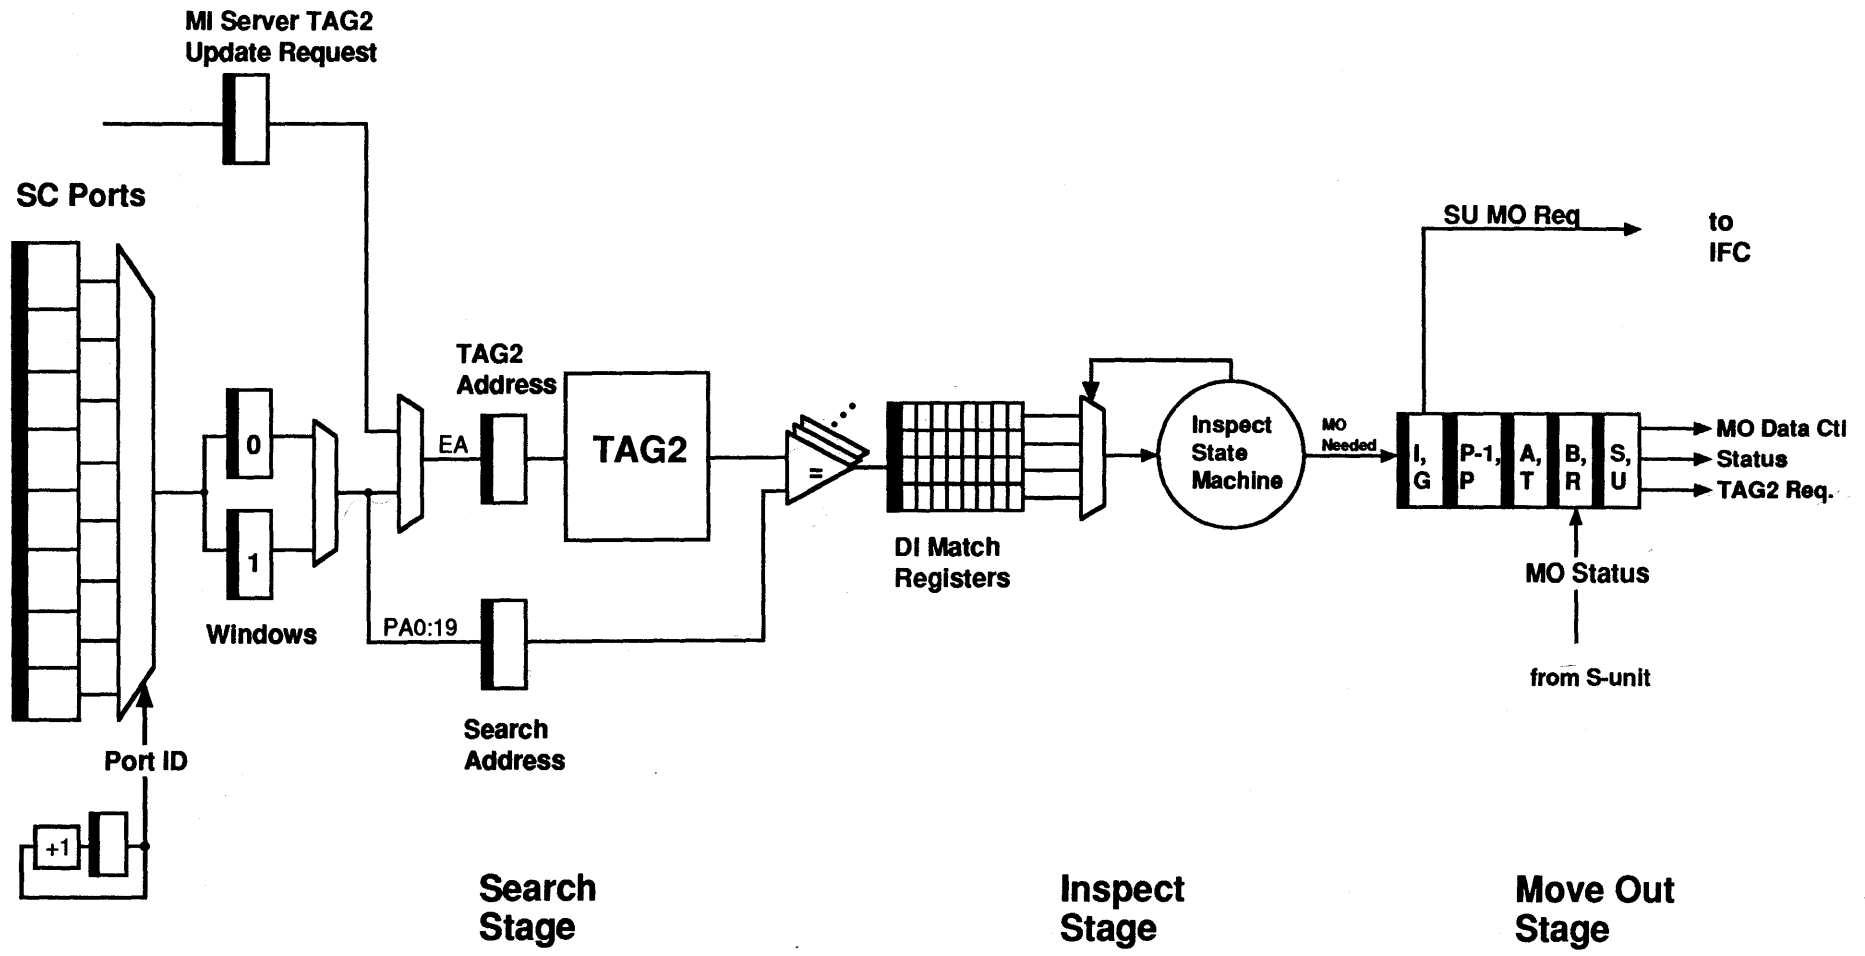 MI Server TAG2
Update Request
SC Ports
SU MO Req
to
IFC
TAG2
Address
0
EA
TAG2
=
Inspect
State
Machine
MO
Needed
I,
G
P-1,
P
A,
T
B,
R
S,
U
MO Data Ctl
Status
TAG2 Req.
1
DI Match
Registers
MO Status
Windows
PA0:19
from S-unit
Search
Address
Port ID
+1
Search
Stage
Inspect
Stage
Move Out
Stage